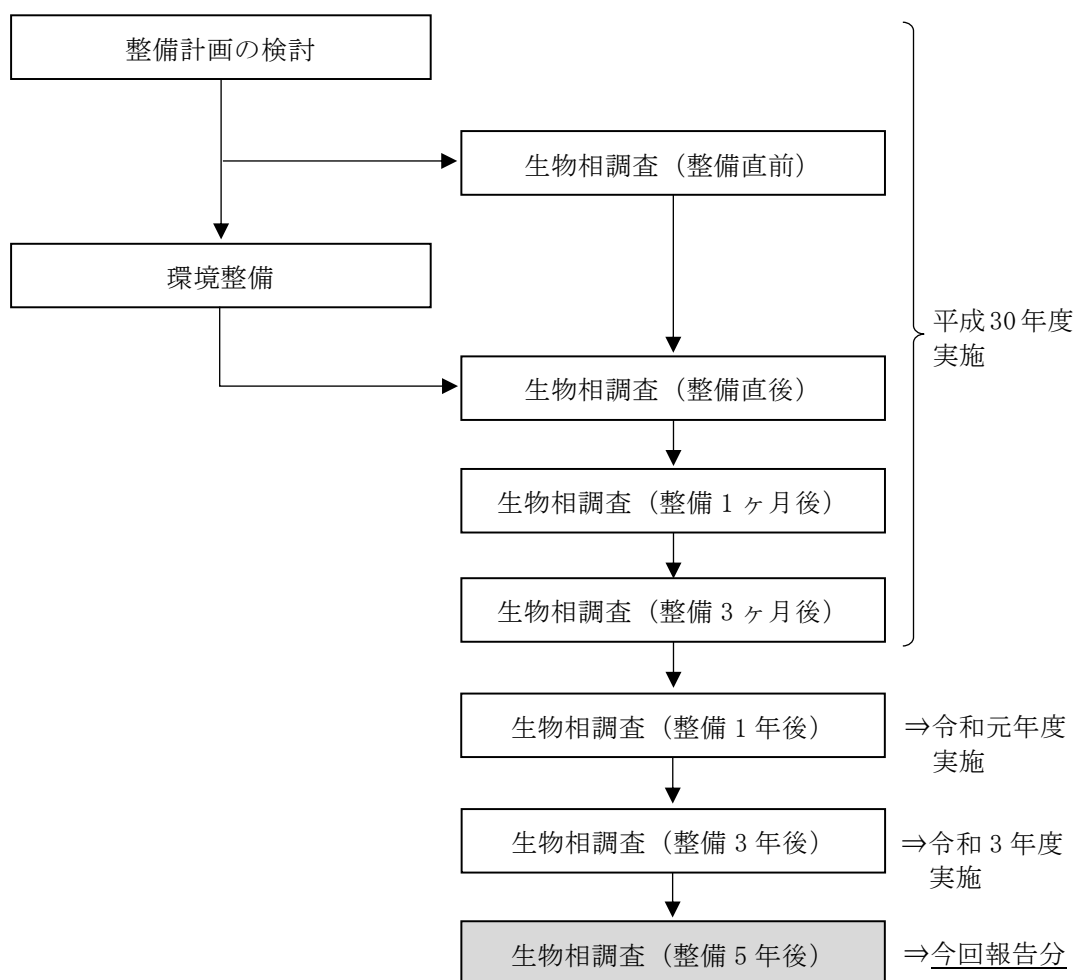 整備計画の検討
生物相調査（整備直前）
環境整備
平成30年度
実施
生物相調査（整備直後）
生物相調査（整備1ヶ月後）
生物相調査（整備3ヶ月後）
生物相調査（整備1年後）
⇒令和元年度
実施
生物相調査（整備3年後）
⇒令和3年度
実施
生物相調査（整備5年後）
⇒今回報告分